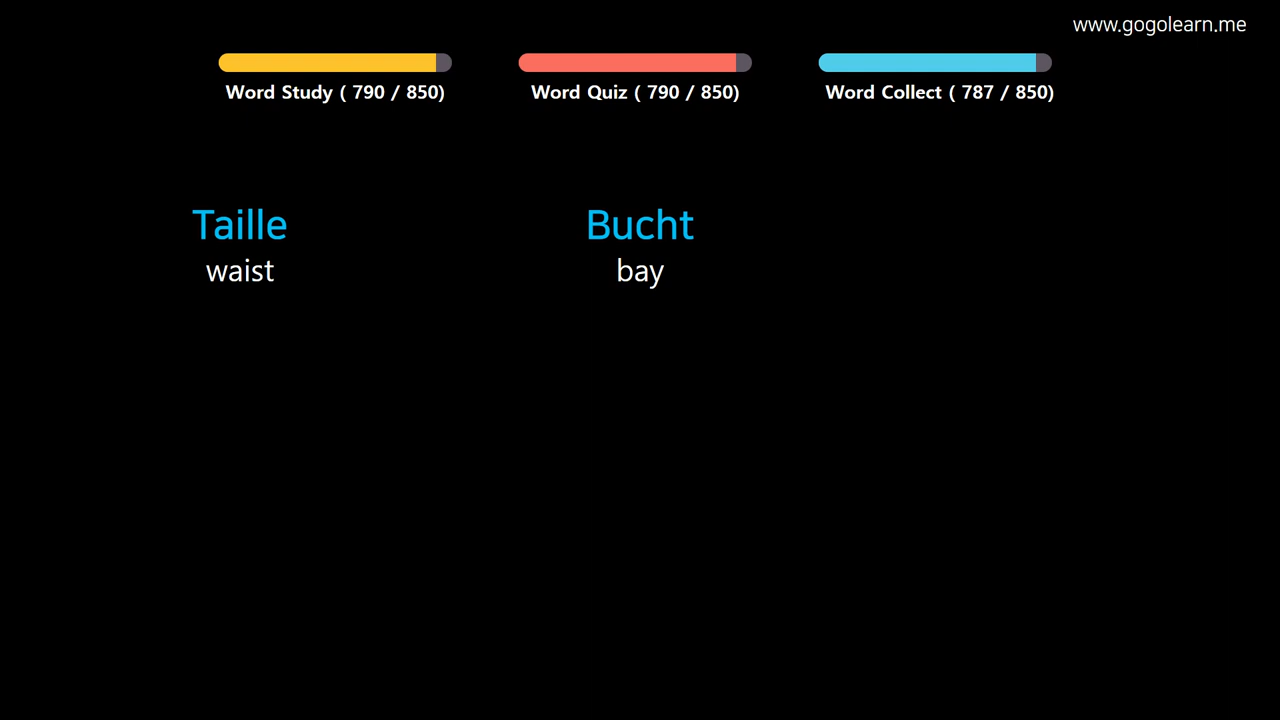 www.gogolearn.me
Word Study ( 790 / 850)
Word Quiz ( 790 / 850)
Word Collect ( 787 / 850)
Taille
waist
Bucht
bay